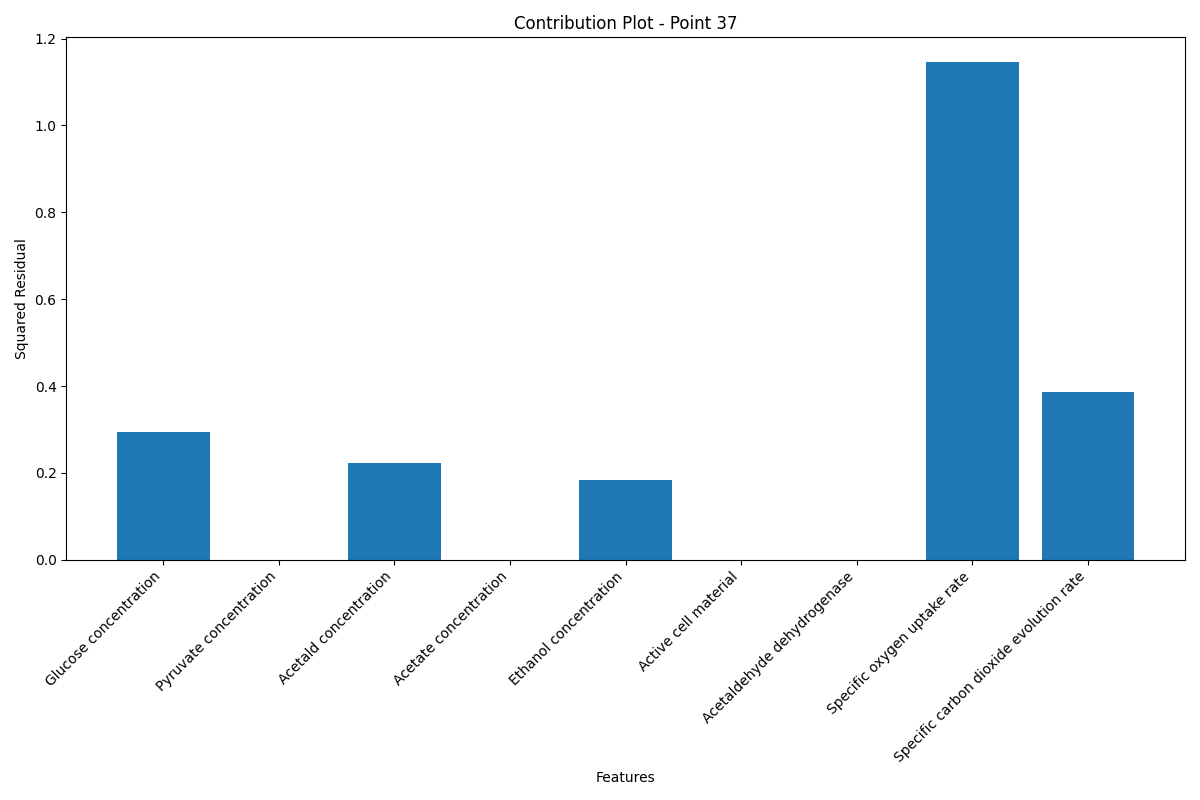 Contribution Plot - Point 37
1.2
1.0
0.8
0.6
0.4
0.2
0.0
Squared Residual
Glucose concentration
Pyruvate concentration
Acetald concentration
Acetate concentration
Ethanol concentration
Active cell material
Acetaldehyde dehydrogenase
Specific oxygen uptake rate
Specific carbon dioxide evolution rate
Features